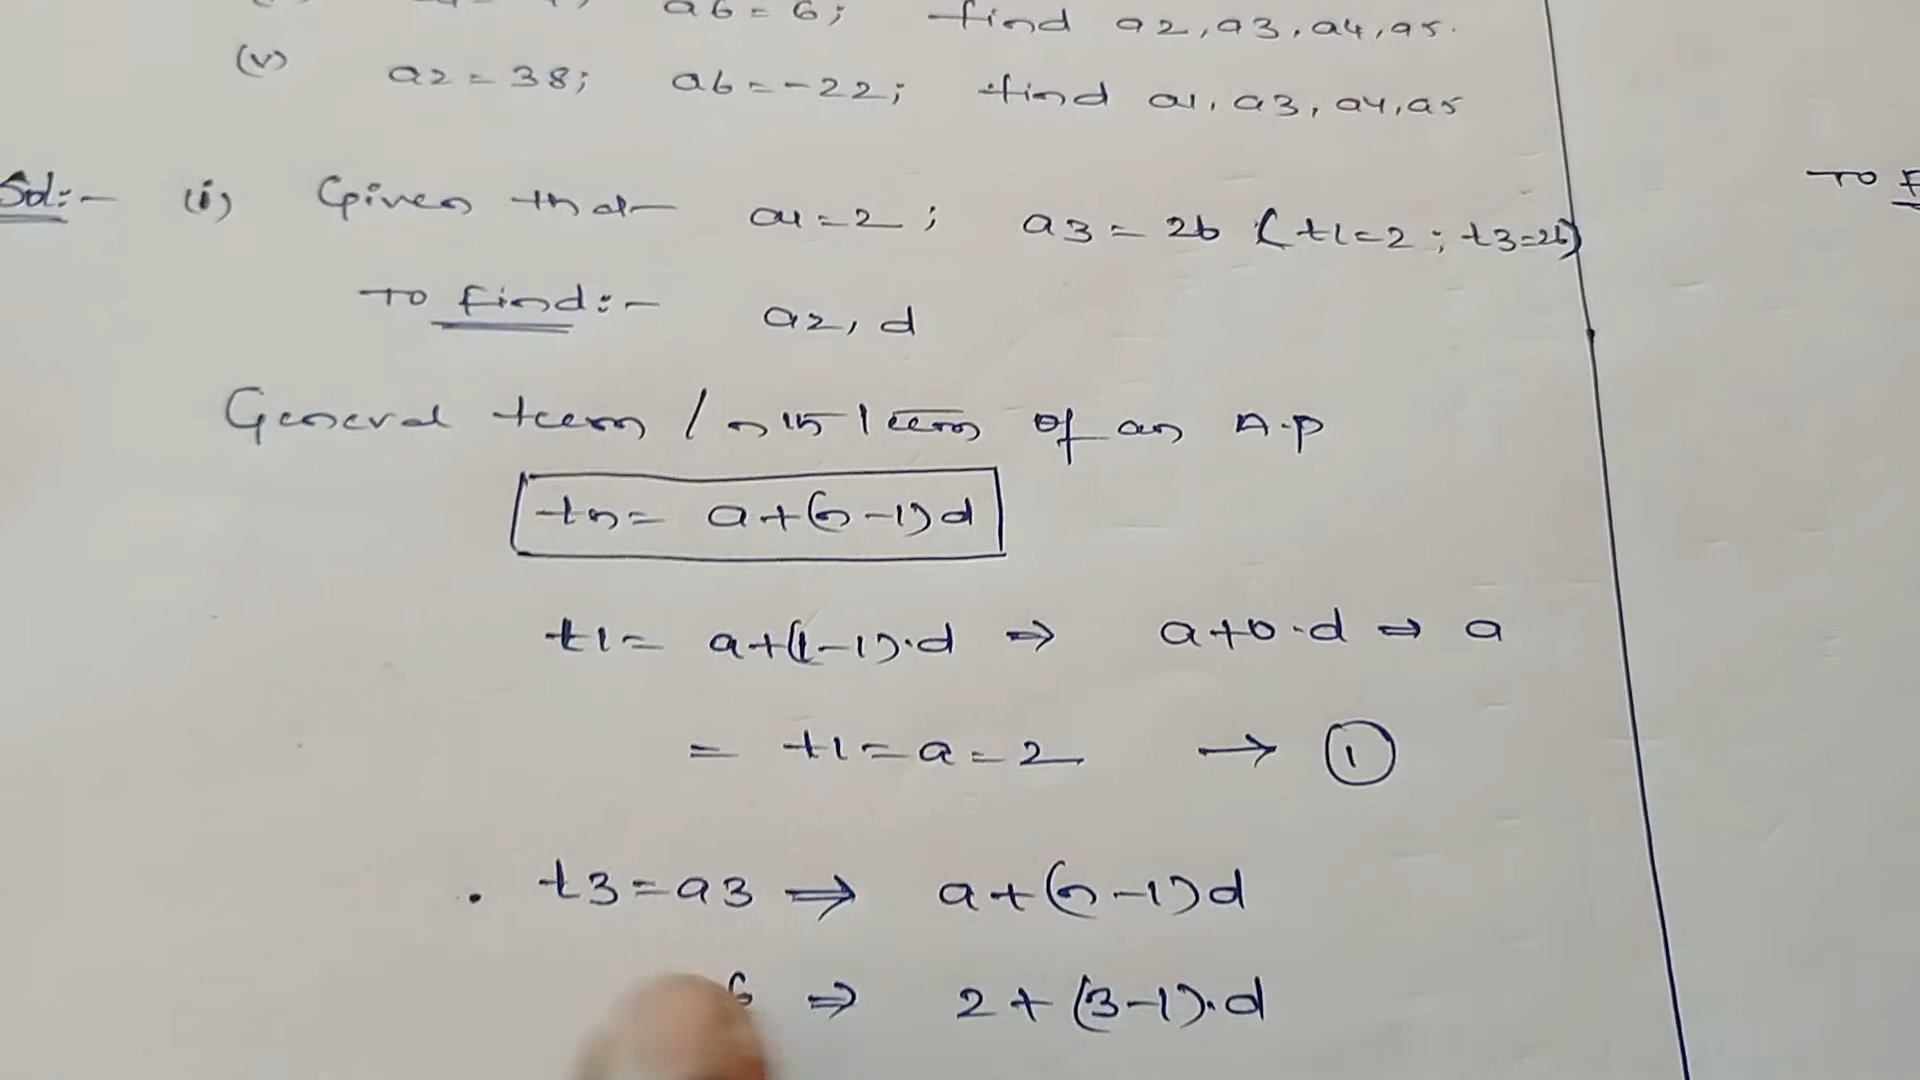 a6 = 6; find a2, a3, a4, a5.
(v) a2 = 38; a6 = -22; find a1, a3, a4, a5
Sol:- (i) Given that a1 = 2; a3 = 26 (t1 = 2; t3 = 26)
To find:- a2, d
General term / nth term of an A.P
tn = a+(n-1)d
t1 = a+(1-1).d ⇒ a+0.d ⇒ a
= t1 = a = 2 → ①
. t3 = a3 ⇒ a+(n-1)d
6 ⇒ 2+(3-1).d
To F